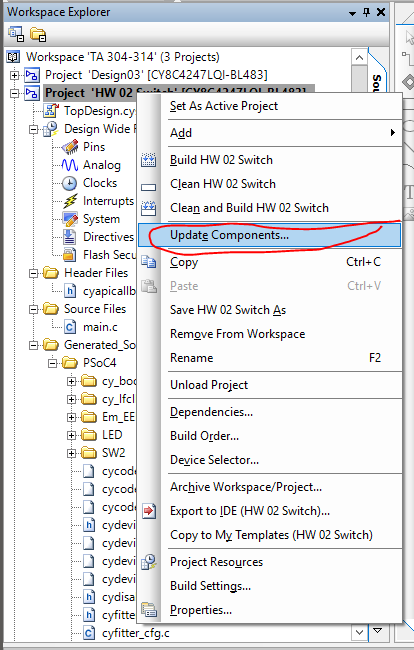 Workspace Explorer
Workspace 'TA 304-314' (3 Projects)
Project 'Design03' [CY8C4247LQI-BL483]
Project 'HW 02 Switch' [CY8C4247LQI-BL483]
TopDesign.cy
Design Wide R
Pins
Analog
Clocks
Interrupts
System
Directives
Flash Secu
Header Files
cyapicallb
Source Files
main.c
Generated_So
PSoC4
cy_boo
cy_lfcl
Em_EE
LED
SW2
cycode
cycode
cydevi
cydevi
cydevi
cydevi
cydisa
cyfitte
cyfitter_cfg.c
Set As Active Project
Add
Build HW 02 Switch
Clean HW 02 Switch
Clean and Build HW 02 Switch
Update Components...
Copy Ctrl+C
Paste Ctrl+V
Save HW 02 Switch As
Remove From Workspace
Rename F2
Unload Project
Dependencies...
Build Order...
Device Selector...
Archive Workspace/Project...
Export to IDE (HW 02 Switch)...
Copy to My Templates (HW 02 Switch)
Project Resources
Build Settings...
Properties...